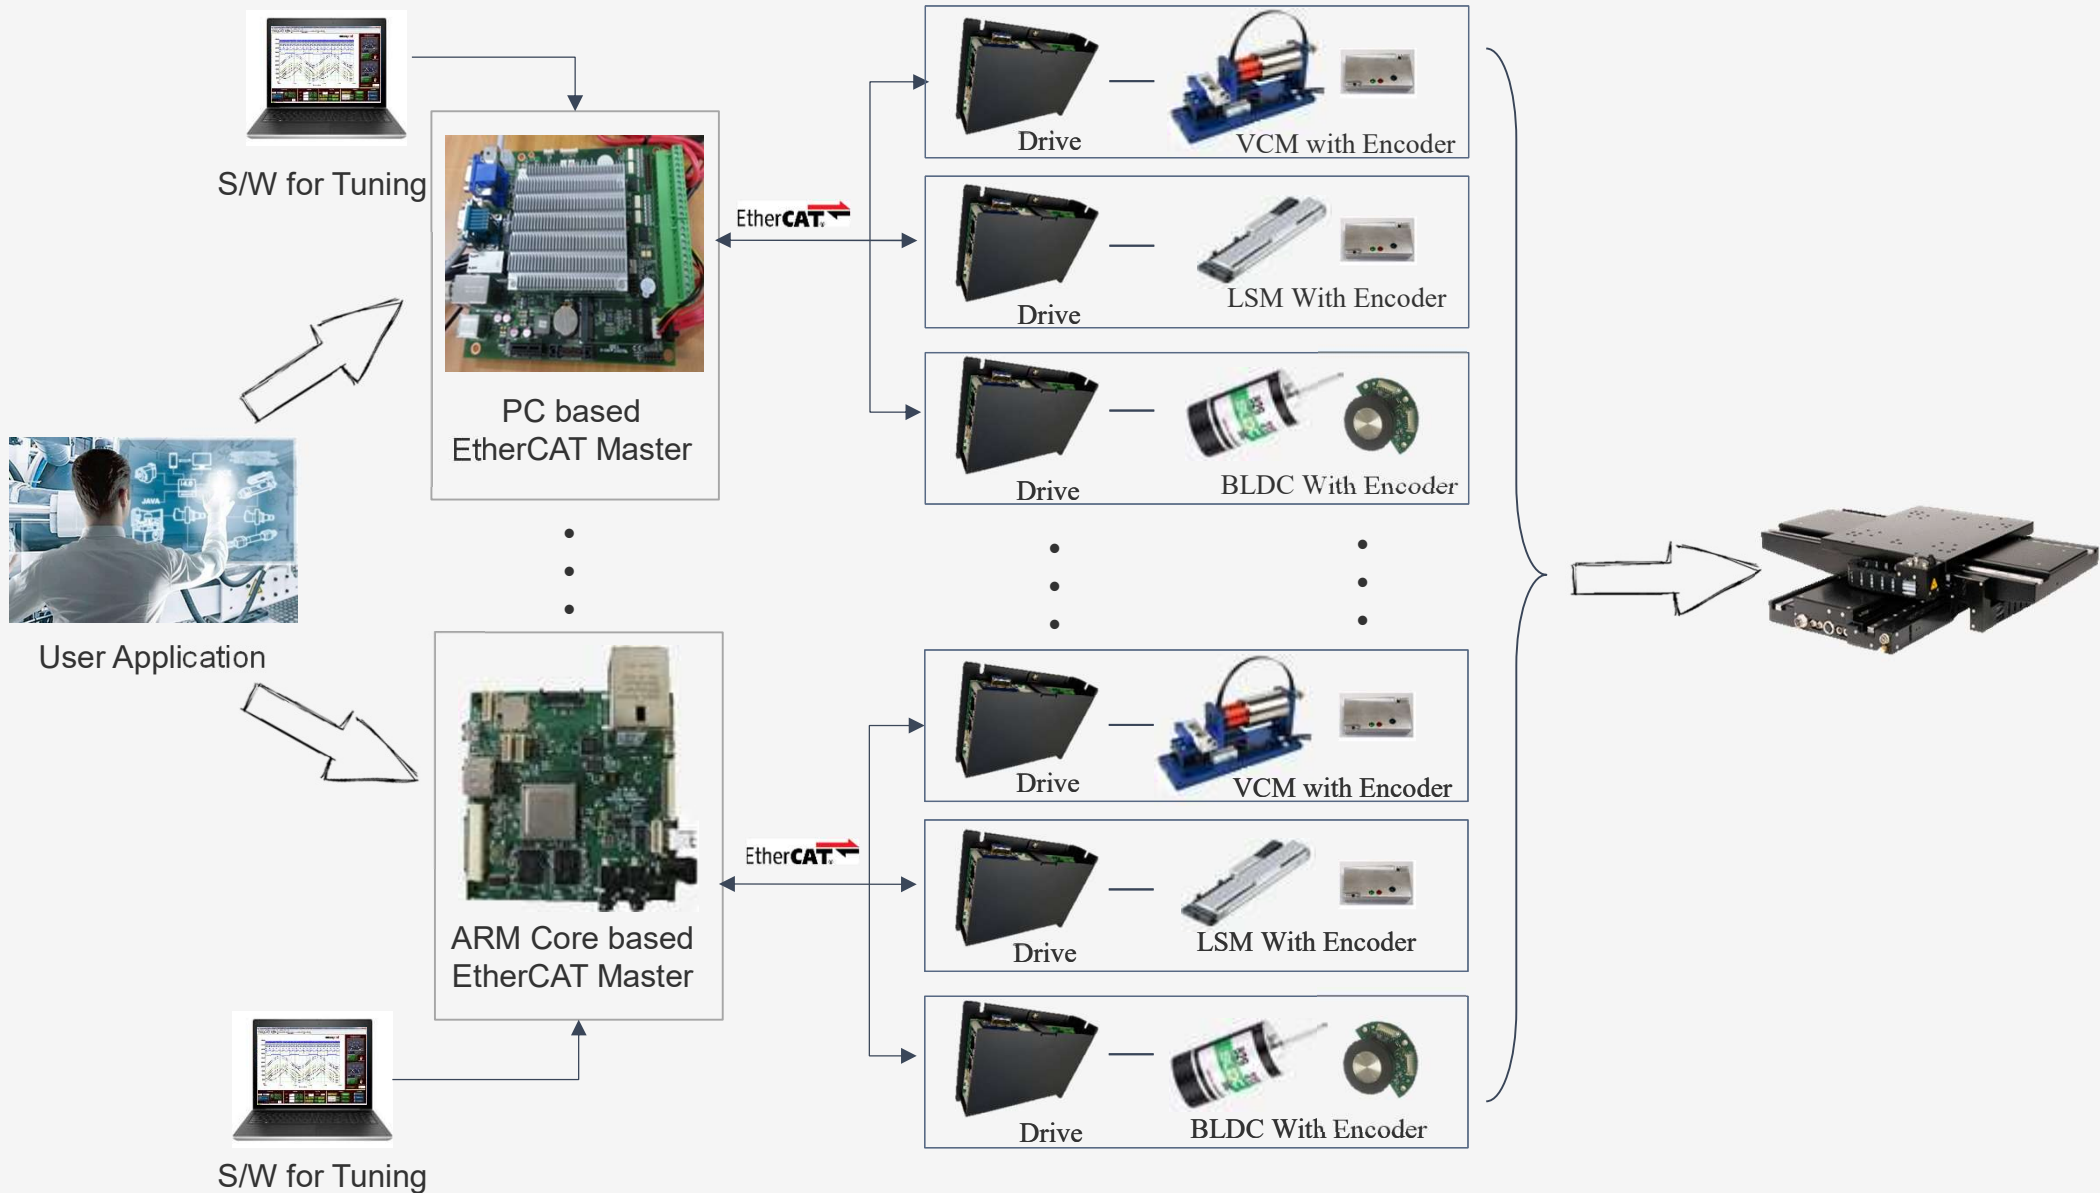 S/W for Tuning
PC based
EtherCAT Master
EtherCAT
Drive
VCM with Encoder
Drive
LSM With Encoder
Drive
BLDC With Encoder
JAVA
User Application
ARM Core based
EtherCAT Master
EtherCAT
Drive
VCM with Encoder
Drive
LSM With Encoder
Drive
BLDC With Encoder
S/W for Tuning